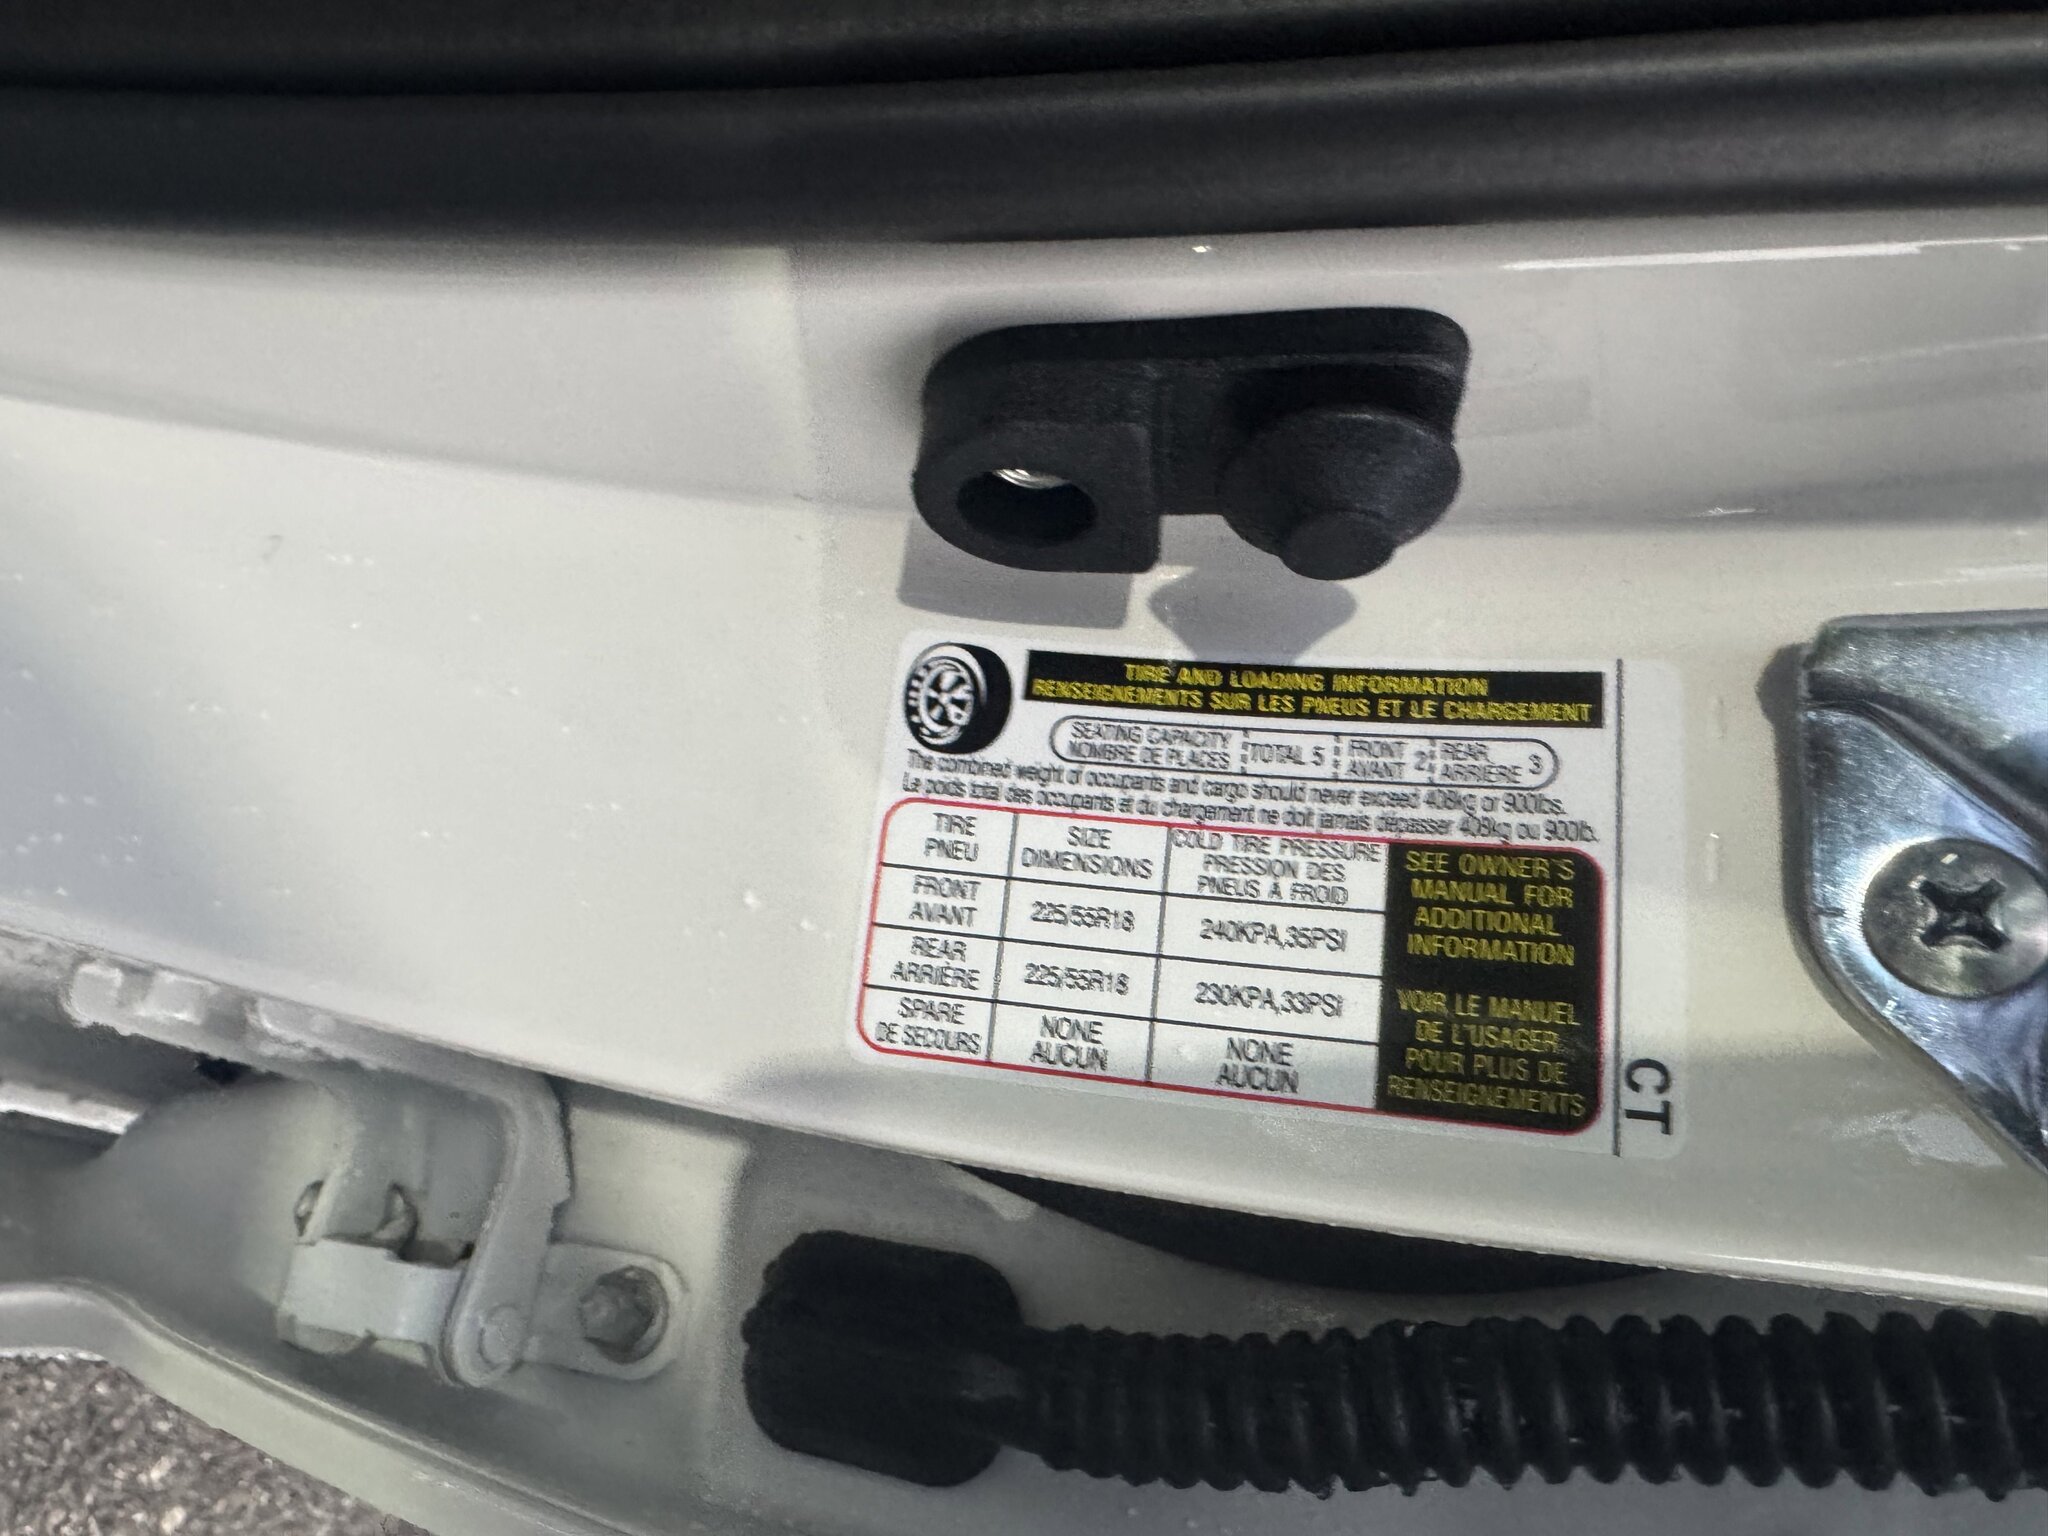 TIRE AND LOADING INFORMATION
RENSEIGNEMENTS SUR LES PNEUS ET LE CHARGEMENT
SEATING CAPACITY
NOMBRE DE PLACES
TOTAL 5
FRONT
AVANT
2
REAR
ARRIÈRE
3
The combined weight of occupants and cargo should never exceed 408kg or 900lbs.
Le poids total des occupants et du chargement ne doit jamais dépasser 408kg ou 900lb.
TIRE
PNEU
SIZE
DIMENSIONS
COLD TIRE PRESSURE
PRESSION DES
PNEUS À FROID
FRONT
AVANT
225/55R18
240KPA,35PSI
REAR
ARRIÈRE
225/55R18
230KPA,33PSI
SPARE
DE SECOURS
NONE
AUCUN
NONE
AUCUN
SEE OWNER'S
MANUAL FOR
ADDITIONAL
INFORMATION
VOIR LE MANUEL
DE L'USAGER
POUR PLUS DE
RENSEIGNEMENTS
CT